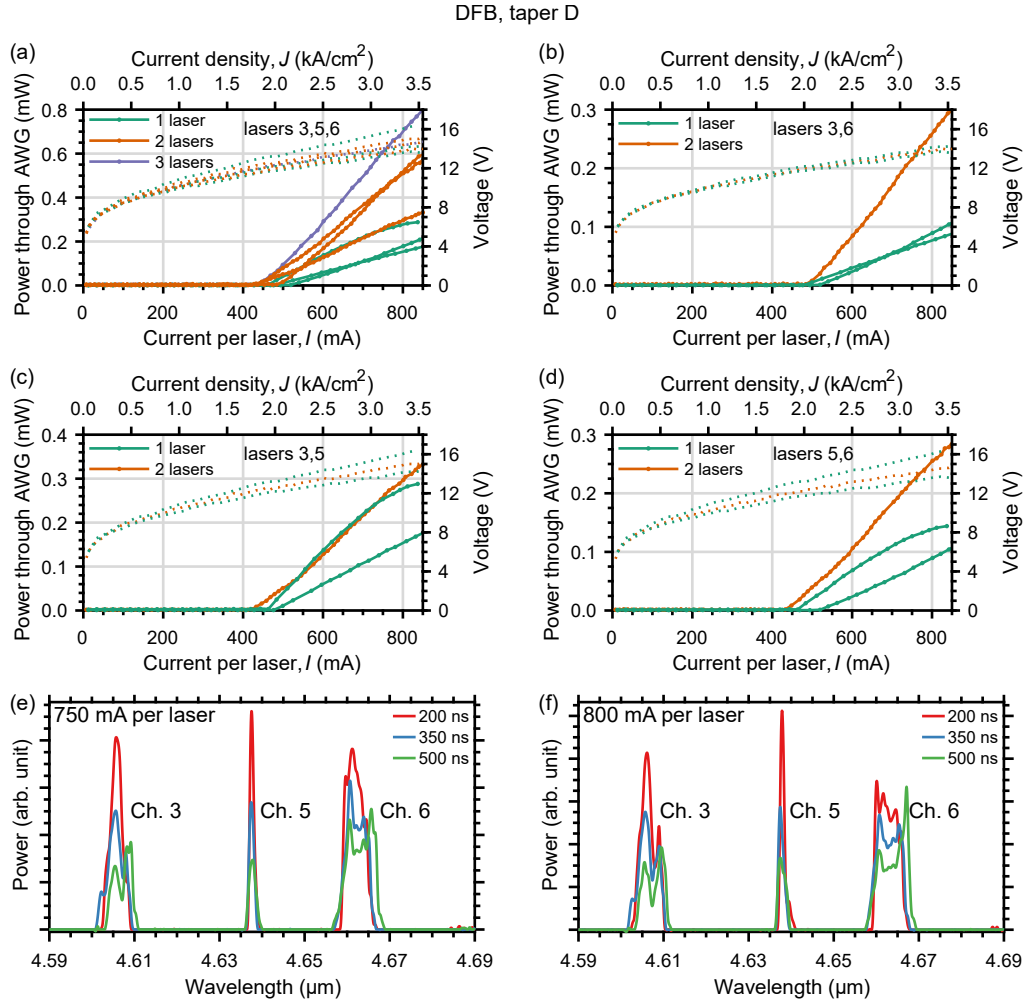 DFB, taper D
(a)
Current density, J (kA/cm2)
0.0 0.5 1.0 1.5 2.0 2.5 3.0 3.5
Power through AWG (mW)
0.8
0.6
0.4
0.2
0.0
1 laser
2 lasers
3 lasers
lasers 3,5,6
16
12
8
4
0
Voltage (V)
0 200 400 600 800
Current per laser, I (mA)
(b)
Current density, J (kA/cm2)
0.0 0.5 1.0 1.5 2.0 2.5 3.0 3.5
Power through AWG (mW)
0.3
0.2
0.1
0.0
1 laser
2 lasers
lasers 3,6
16
12
8
4
0
Voltage (V)
0 200 400 600 800
Current per laser, I (mA)
(c)
Current density, J (kA/cm2)
0.0 0.5 1.0 1.5 2.0 2.5 3.0 3.5
Power through AWG (mW)
0.4
0.3
0.2
0.1
0.0
1 laser
2 lasers
lasers 3,5
16
12
8
4
0
Voltage (V)
0 200 400 600 800
Current per laser, I (mA)
(d)
Current density, J (kA/cm2)
0.0 0.5 1.0 1.5 2.0 2.5 3.0 3.5
Power through AWG (mW)
0.3
0.2
0.1
0.0
1 laser
2 lasers
lasers 5,6
16
12
8
4
0
Voltage (V)
0 200 400 600 800
Current per laser, I (mA)
(e)
750 mA per laser
200 ns
350 ns
500 ns
Ch. 3
Ch. 5
Ch. 6
Power (arb. unit)
4.59 4.61 4.63 4.65 4.67 4.69
Wavelength (μm)
(f)
800 mA per laser
200 ns
350 ns
500 ns
Ch. 3
Ch. 5
Ch. 6
Power (arb. unit)
4.59 4.61 4.63 4.65 4.67 4.69
Wavelength (μm)